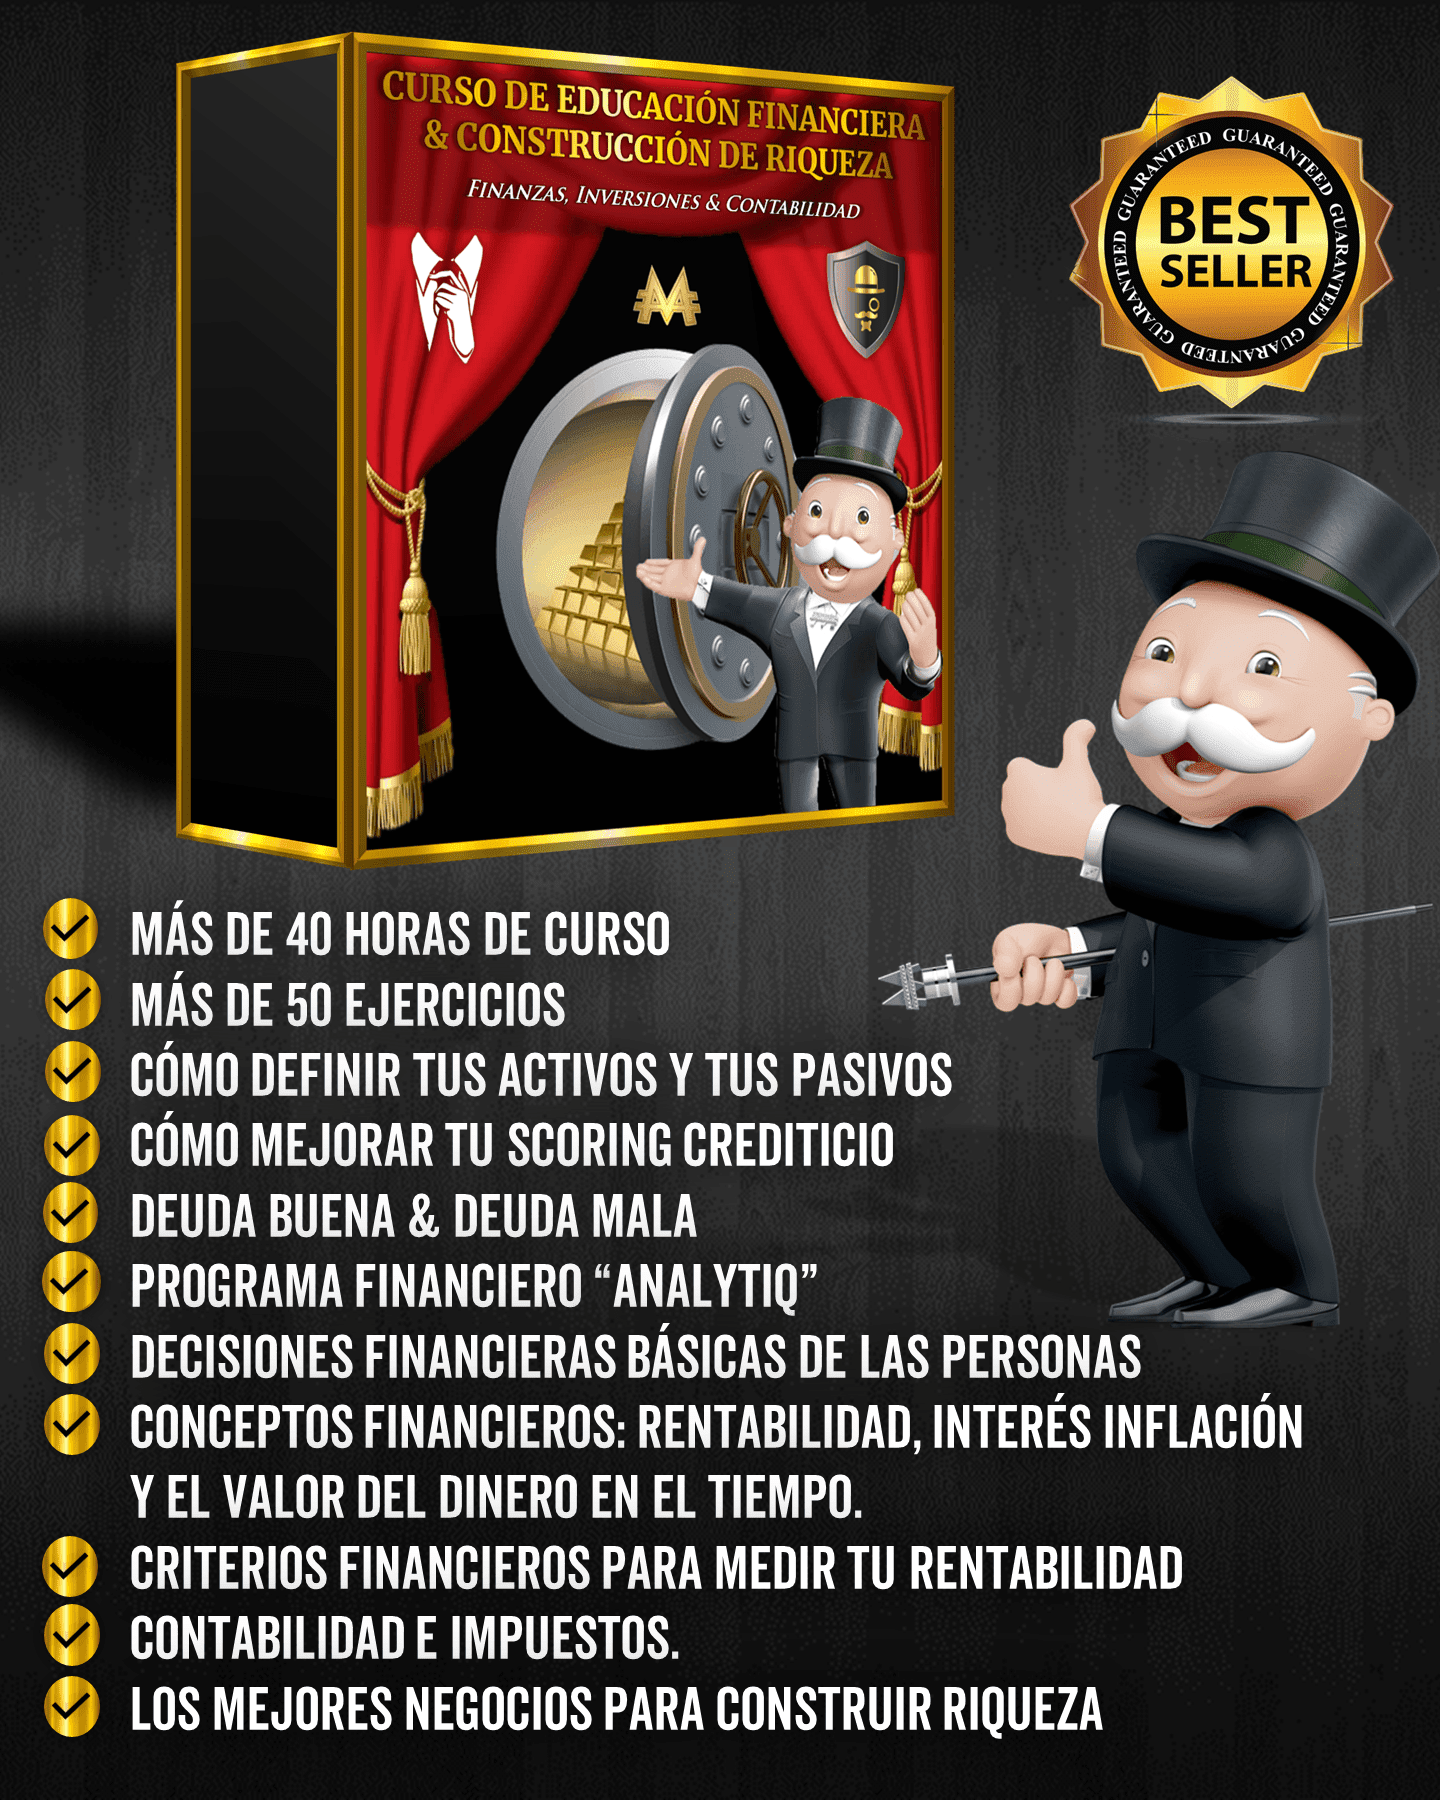 CURSO DE EDUCACIÓN FINANCIERA
& CONSTRUCCIÓN DE RIQUEZA
FINANZAS, INVERSIONES & CONTABILIDAD
GUARANTEED GUARANTEED GUARANTEED GUARANTEED GUARANTEED GUARANTEED
BEST
SELLER
MÁS DE 40 HORAS DE CURSO
MÁS DE 50 EJERCICIOS
CÓMO DEFINIR TUS ACTIVOS Y TUS PASIVOS
CÓMO MEJORAR TU SCORING CREDITICIO
DEUDA BUENA & DEUDA MALA
PROGRAMA FINANCIERO “ANALYTIQ”
DECISIONES FINANCIERAS BÁSICAS DE LAS PERSONAS
CONCEPTOS FINANCIEROS: RENTABILIDAD, INTERÉS INFLACIÓN
Y EL VALOR DEL DINERO EN EL TIEMPO.
CRITERIOS FINANCIEROS PARA MEDIR TU RENTABILIDAD
CONTABILIDAD E IMPUESTOS.
LOS MEJORES NEGOCIOS PARA CONSTRUIR RIQUEZA